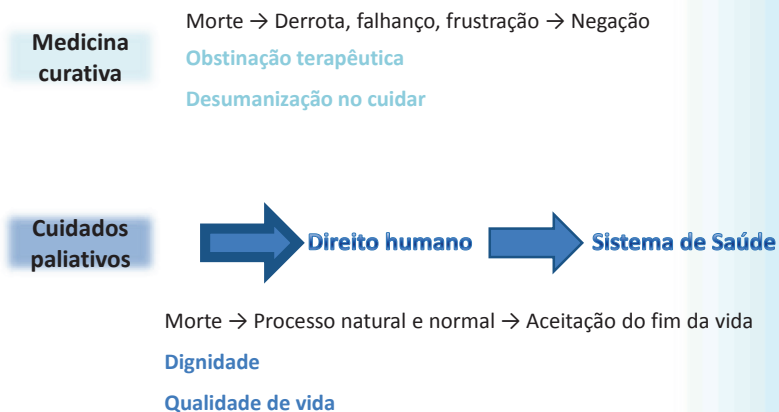 Morte → Derrota, falhanço, frustração → Negação
Medicina
curativa
Obstinação terapêutica
Desumanização no cuidar
Cuidados
paliativos
Direito humano
Sistema de Saúde
Morte → Processo natural e normal → Aceitação do fim da vida
Dignidade
Qualidade de vida